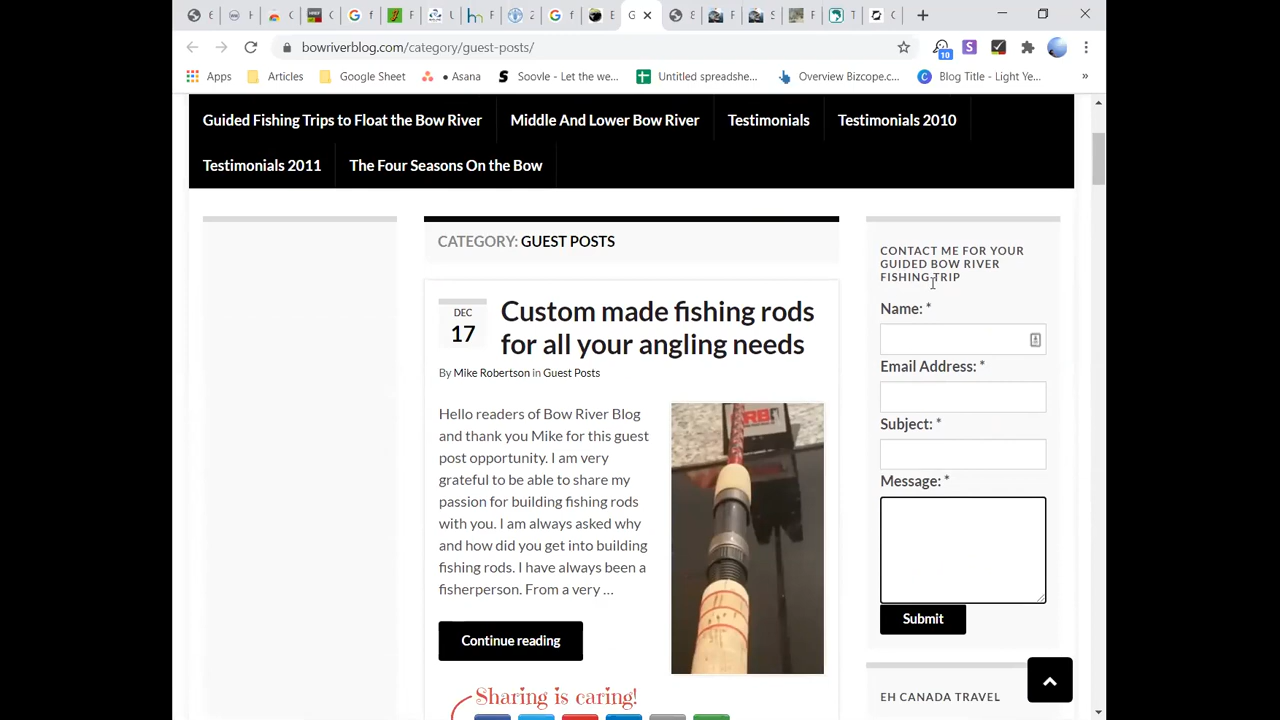 bowriverblog.com/category/guest-posts/
10
Apps
Articles
Google Sheet
• Asana
Soovle - Let the we...
Untitled spreadshe...
Overview Bizcope....
Blog Title - Light Ye...
»
Guided Fishing Trips to Float the Bow River
Middle And Lower Bow River
Testimonials
Testimonials 2010
Testimonials 2011
The Four Seasons On the Bow
CATEGORY: GUEST POSTS
DEC
17
Custom made fishing rods
for all your angling needs
By Mike Robertson in Guest Posts
Hello readers of Bow River Blog
and thank you Mike for this guest
post opportunity. I am very
grateful to be able to share my
passion for building fishing rods
with you. I am always asked why
and how did you get into building
fishing rods. I have always been a
fisherperson. From a very ...
Continue reading
Sharing is caring!
CONTACT ME FOR YOUR
GUIDED BOW RIVER
FISHING TRIP
Name: *
Email Address: *
Subject: *
Message: *
Submit
EH CANADA TRAVEL